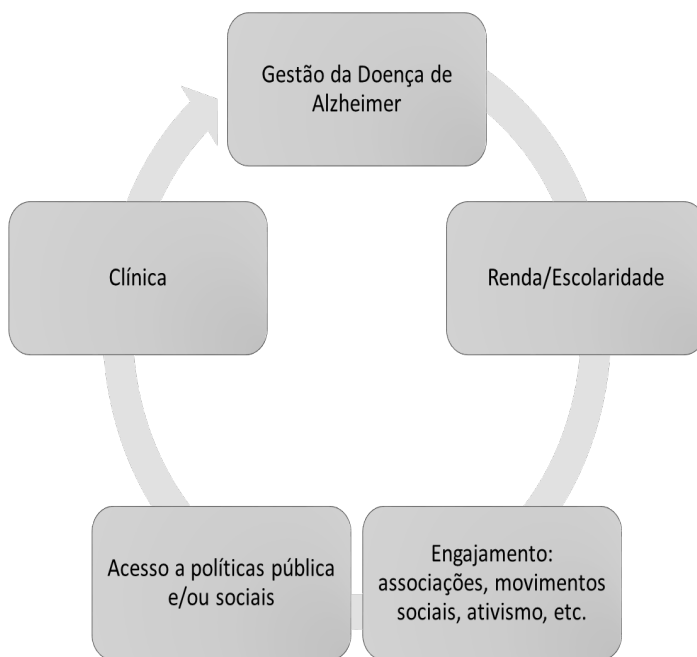 Gestão da Doença de
Alzheimer
Renda/Escolaridade
Engajamento:
associações, movimentos
sociais, ativismo, etc.
Acesso a políticas pública
e/ou sociais
Clínica